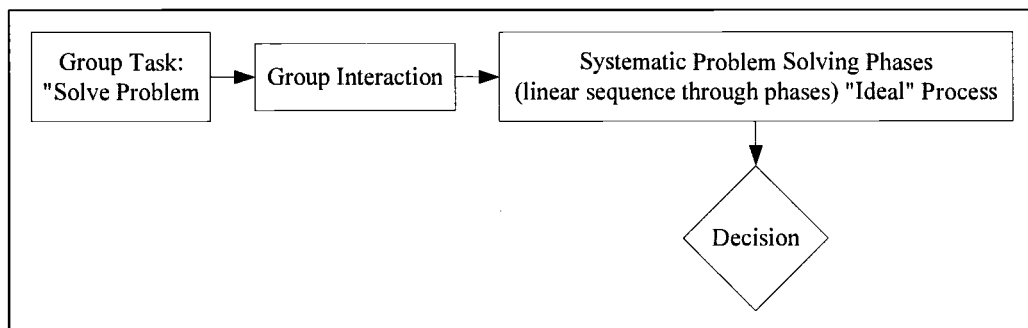 Group Task:
"Solve Problem
Group Interaction
Systematic Problem Solving Phases
(linear sequence through phases) "Ideal" Process
Decision